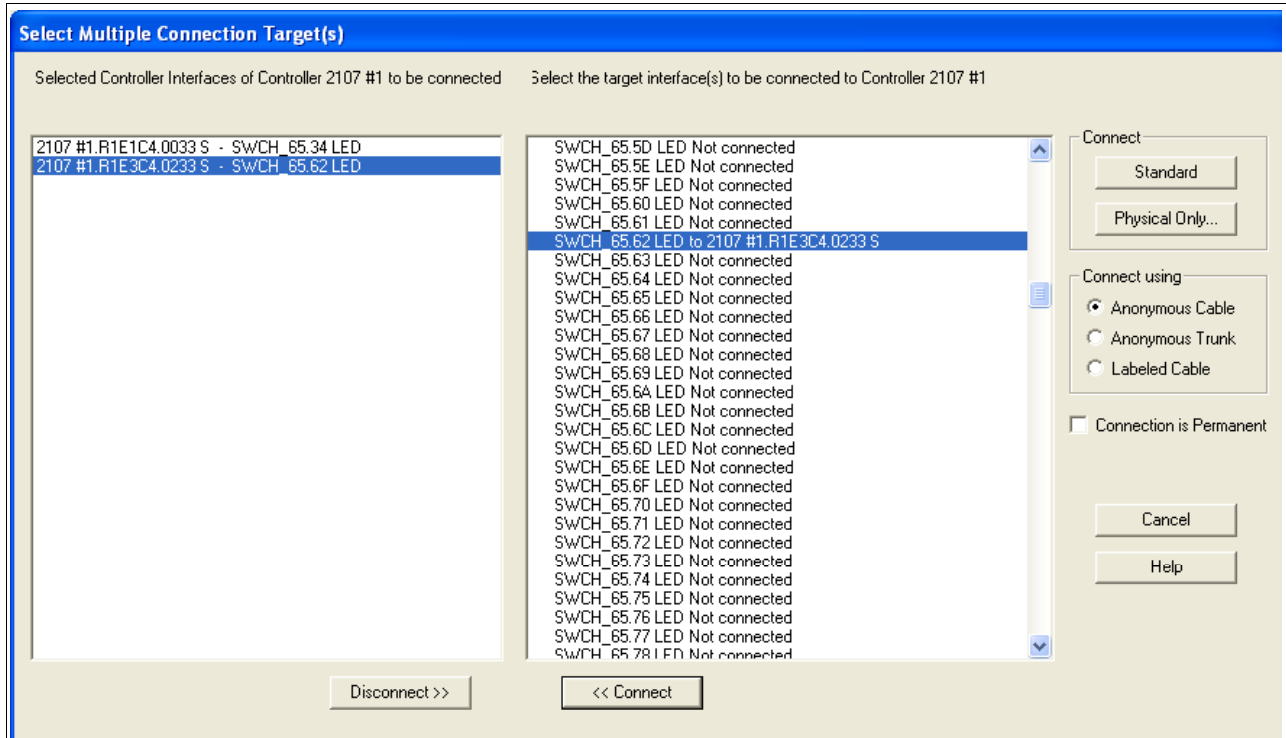 Select Multiple Connection Target(s)
Selected Controller Interfaces of Controller 2107 #1 to be connected
Select the target interface(s) to be connected to Controller 2107 #1
2107 #1.R1E1C4.0033 S - SWCH_65.34 LED
2107 #1.R1E3C4.0233 S - SWCH_65.62 LED
SWCH_65.5D LED Not connected
SWCH_65.5E LED Not connected
SWCH_65.5F LED Not connected
SWCH_65.60 LED Not connected
SWCH_65.61 LED Not connected
SWCH_65.62 LED to 2107 #1.R1E3C4.0233 S
SWCH_65.63 LED Not connected
SWCH_65.64 LED Not connected
SWCH_65.65 LED Not connected
SWCH_65.66 LED Not connected
SWCH_65.67 LED Not connected
SWCH_65.68 LED Not connected
SWCH_65.69 LED Not connected
SWCH_65.6A LED Not connected
SWCH_65.6B LED Not connected
SWCH_65.6C LED Not connected
SWCH_65.6D LED Not connected
SWCH_65.6E LED Not connected
SWCH_65.6F LED Not connected
SWCH_65.70 LED Not connected
SWCH_65.71 LED Not connected
SWCH_65.72 LED Not connected
SWCH_65.73 LED Not connected
SWCH_65.74 LED Not connected
SWCH_65.75 LED Not connected
SWCH_65.76 LED Not connected
SWCH_65.77 LED Not connected
SWCH_65.78 LED Not connected
Connect
Standard
Physical Only...
Connect using
Anonymous Cable
Anonymous Trunk
Labeled Cable
Connection is Permanent
Cancel
Help
Disconnect >>
<< Connect